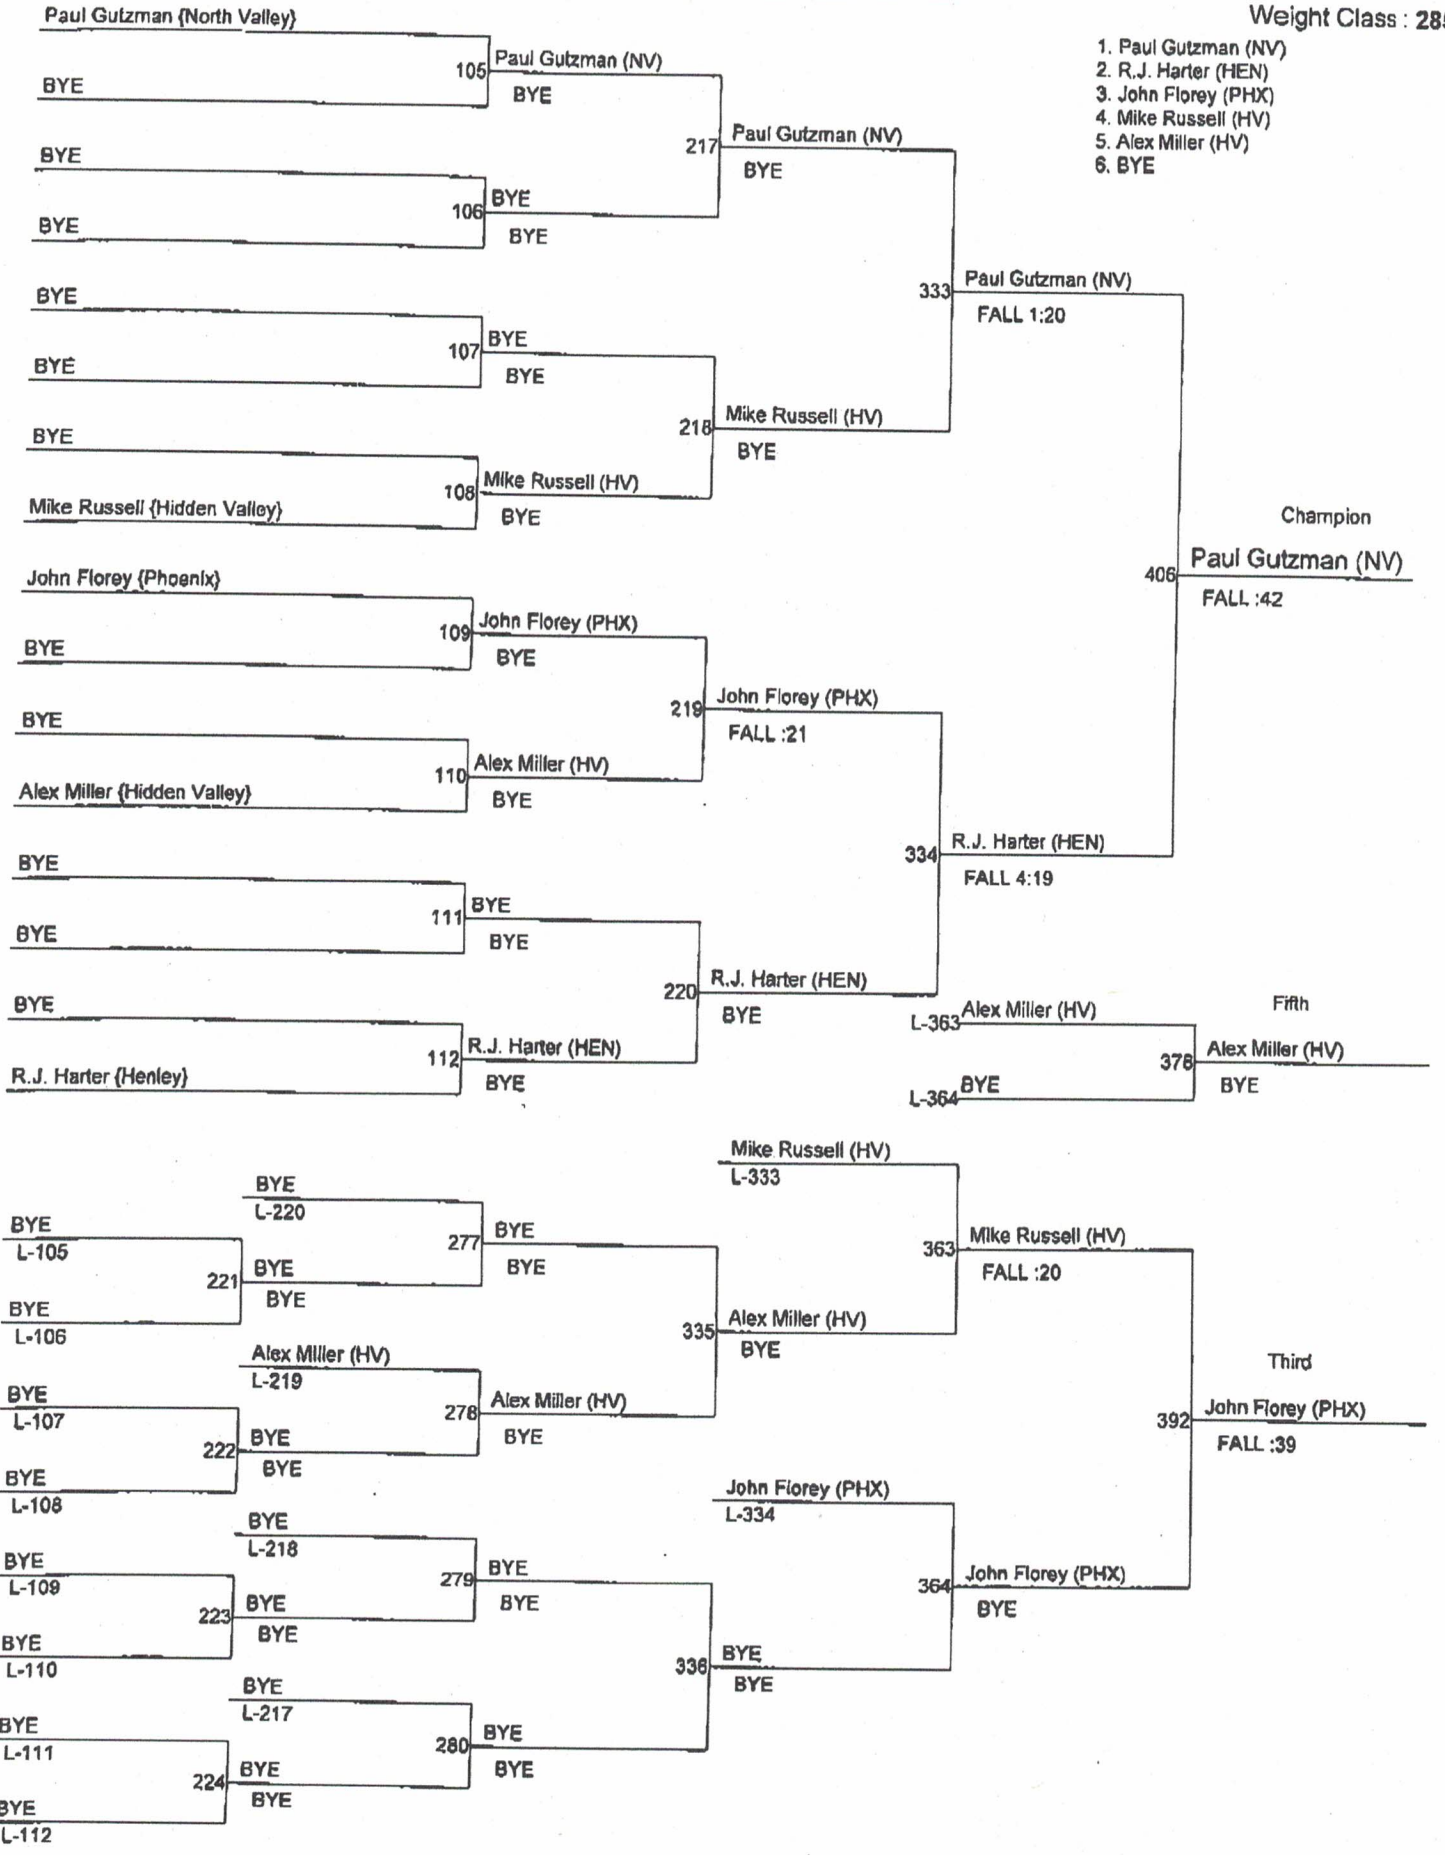 Paul Gutzman {North Valley}
BYE
BYE
BYE
BYE
BYE
BYE
Mike Russell {Hidden Valley}
John Florey {Phoenix}
BYE
BYE
Alex Miller {Hidden Valley}
BYE
BYE
BYE
R.J. Harter {Henley}
105 Paul Gutzman (NV)
BYE
106 BYE
BYE
107 BYE
BYE
108 Mike Russell (HV)
BYE
109 John Florey (PHX)
BYE
110 Alex Miller (HV)
BYE
111 BYE
BYE
112 R.J. Harter (HEN)
BYE
217 Paul Gutzman (NV)
BYE
218 Mike Russell (HV)
BYE
219 John Florey (PHX)
FALL :21
220 R.J. Harter (HEN)
BYE
333 Paul Gutzman (NV)
FALL 1:20
334 R.J. Harter (HEN)
FALL 4:19
Weight Class : 285
1. Paul Gutzman (NV)
2. R.J. Harter (HEN)
3. John Florey (PHX)
4. Mike Russell (HV)
5. Alex Miller (HV)
6. BYE
Champion
406 Paul Gutzman (NV)
FALL :42
L-363 Alex Miller (HV)
L-364 BYE
Fifth
378 Alex Miller (HV)
BYE
BYE
L-105
BYE
L-106
BYE
L-107
BYE
L-108
BYE
L-109
BYE
L-110
BYE
L-111
BYE
L-112
BYE
L-220
221 BYE
BYE
Alex Miller (HV)
L-219
222 BYE
BYE
BYE
L-218
223 BYE
BYE
BYE
L-217
224 BYE
BYE
277 BYE
BYE
278 Alex Miller (HV)
BYE
279 BYE
BYE
280 BYE
BYE
Mike Russell (HV)
L-333
335 Alex Miller (HV)
BYE
John Florey (PHX)
L-334
336 BYE
BYE
363 Mike Russell (HV)
FALL :20
364 John Florey (PHX)
BYE
Third
392 John Florey (PHX)
FALL :39